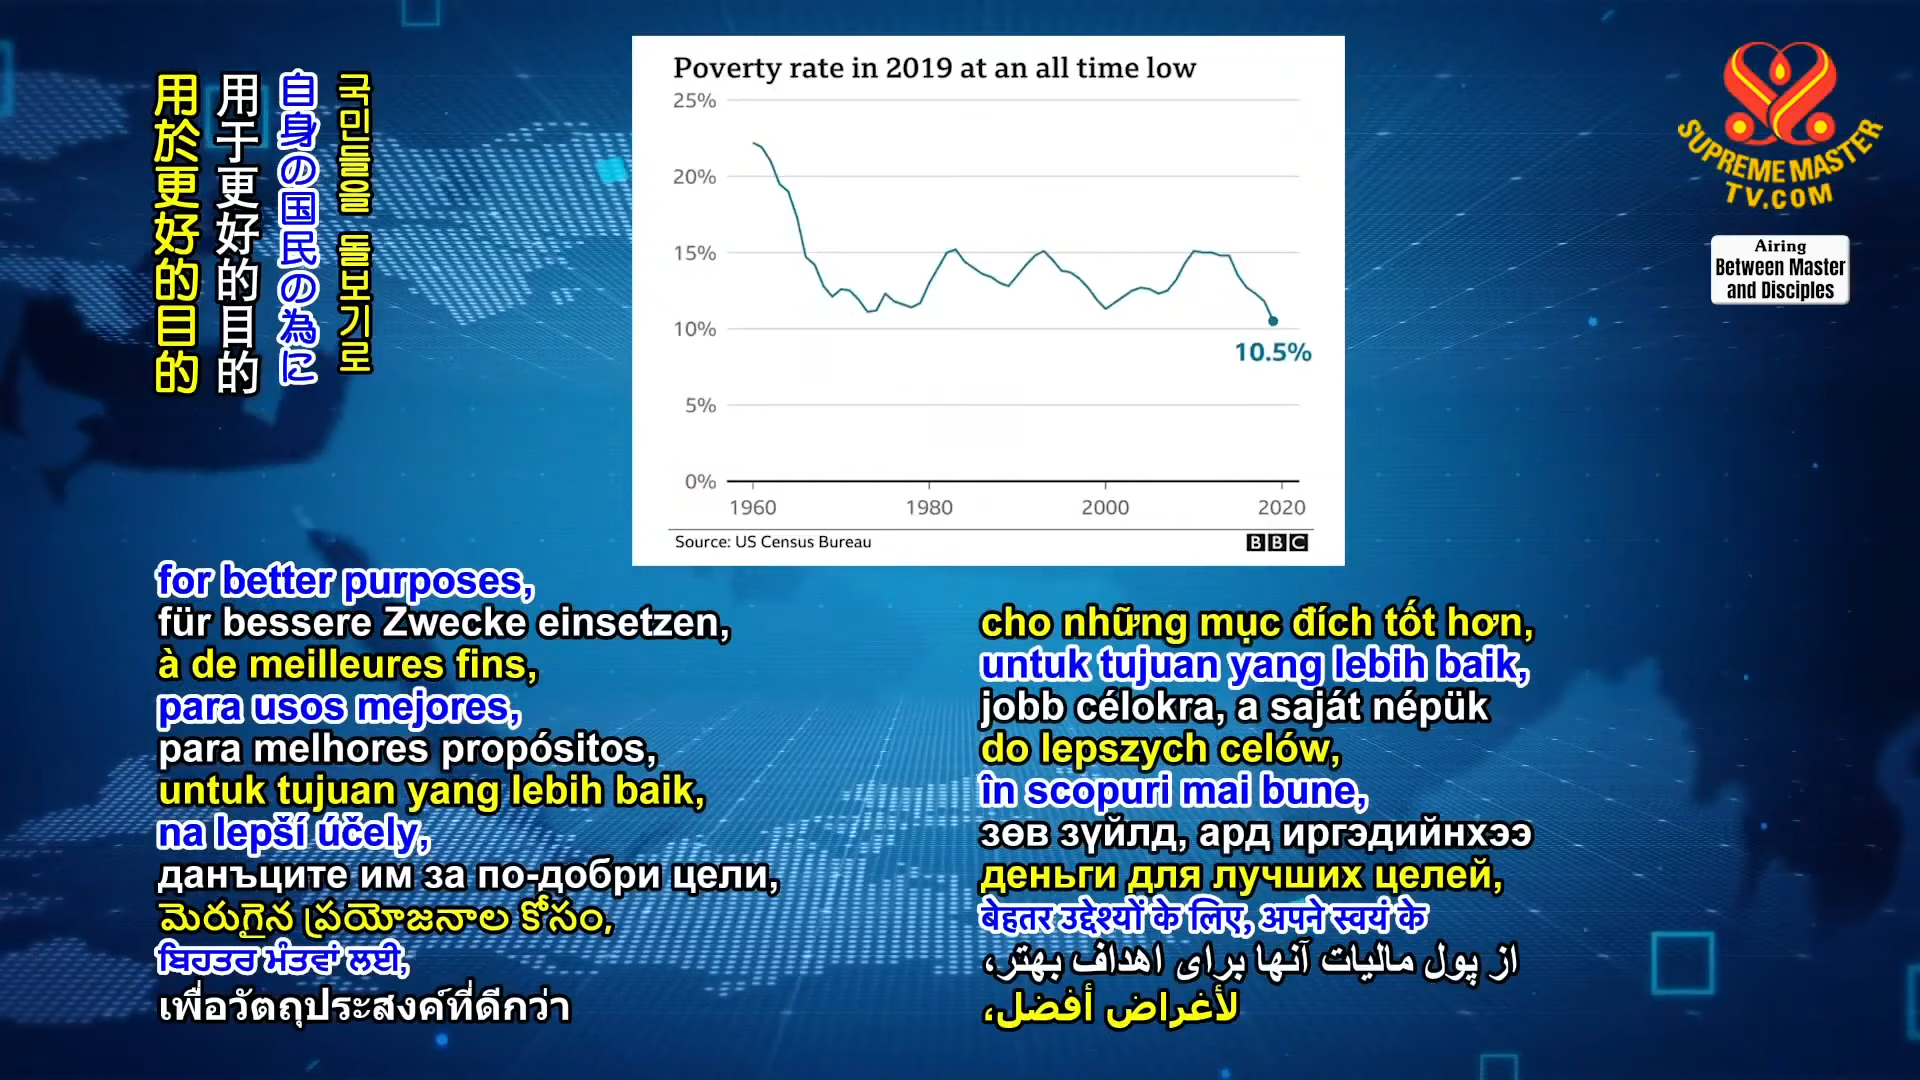 用於更好的目的
用于更好的目的
自身の国民の為に
국민들을 돌보기로
Poverty rate in 2019 at an all time low
25%
20%
15%
10%
5%
0%
10.5%
1960 1980 2000 2020
Source: US Census Bureau
BBC
SUPREME MASTER
TV.COM
Airing
Between Master
and Disciples
for better purposes,
für bessere Zwecke einsetzen,
à de meilleures fins,
para usos mejores,
para melhores propósitos,
untuk tujuan yang lebih baik,
na lepší účely,
данъците им за по-добри цели,
మెరుగైన ప్రయోజనాల కోసం,
ਬਿਹਤਰ ਮੰਤਵਾਂ ਲਈ,
เพื่อวัตถุประสงค์ที่ดีกว่า
cho những mục đích tốt hơn,
untuk tujuan yang lebih baik,
jobb célokra, a saját népük
do lepszych celów,
în scopuri mai bune,
зөв зүйлд, ард иргэдийнхээ
деньги для лучших целей,
बेहतर उद्देश्यों के लिए, अपने स्वयं के
از پول مالیات آنها برای اهداف بهتر،
لأغراض أفضل،